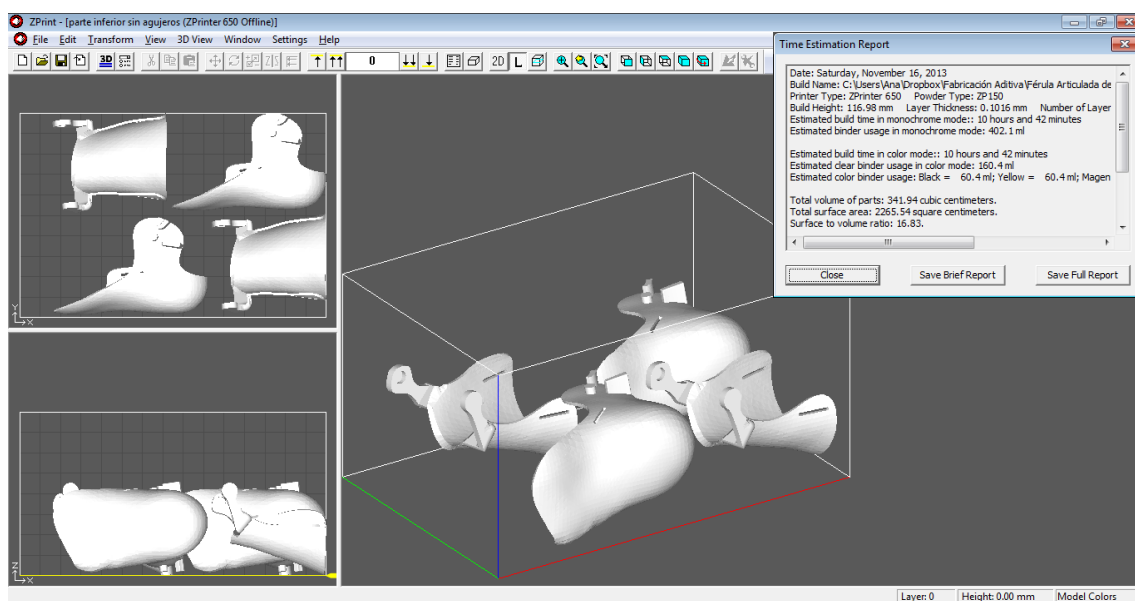 ZPrint - [parte inferior sin agujeros (ZPrinter 650 Offline)]
File Edit Transform View 3D View Window Settings Help
3D 0 2D L
Time Estimation Report
Date: Saturday, November 16, 2013
Build Name: C:\Users\Ana\Dropbox\Fabricación Aditiva\Férula Articulada de
Printer Type: ZPrinter 650 Powder Type: ZP150
Build Height: 116.98 mm Layer Thickness: 0.1016 mm Number of Layer
Estimated build time in monochrome mode:: 10 hours and 42 minutes
Estimated binder usage in monochrome mode: 402.1 ml
Estimated build time in color mode:: 10 hours and 42 minutes
Estimated clear binder usage in color mode: 160.4 ml
Estimated color binder usage: Black = 60.4 ml; Yellow = 60.4 ml; Magen
Total volume of parts: 341.94 cubic centimeters.
Total surface area: 2265.54 square centimeters.
Surface to volume ratio: 16.83.
Close Save Brief Report Save Full Report
Y
X
Z
X
Layer: 0 Height: 0.00 mm Model Colors